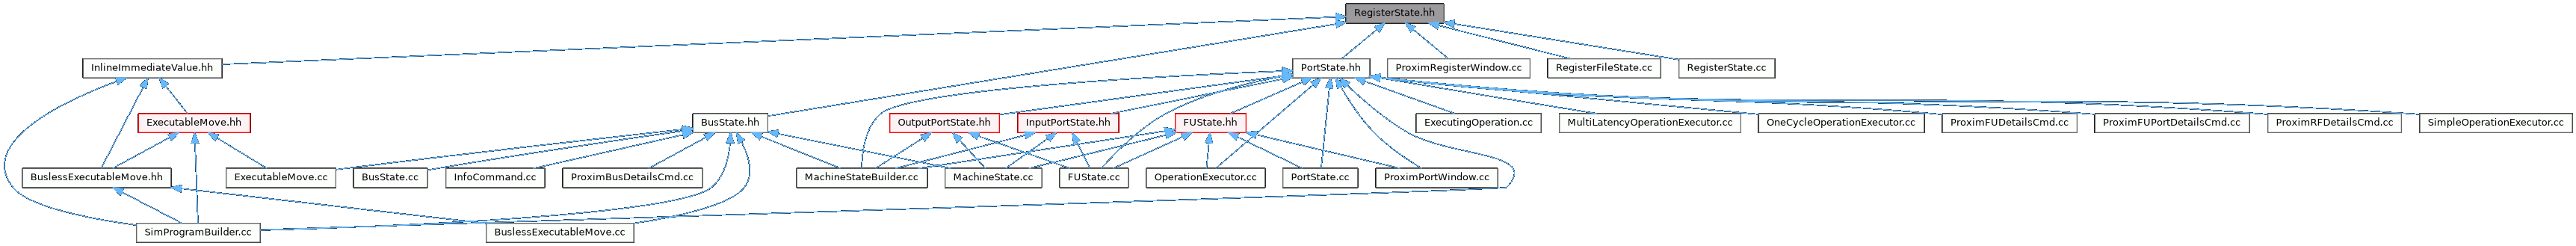 RegisterState.hh
InlineImmediateValue.hh
PortState.hh
ProximRegisterWindow.cc
RegisterFileState.cc
RegisterState.cc
ExecutableMove.hh
BusState.hh
OutputPortState.hh
InputPortState.hh
FUState.hh
ExecutingOperation.cc
MultiLatencyOperationExecutor.cc
OneCycleOperationExecutor.cc
ProximFUDetailsCmd.cc
ProximFUPortDetailsCmd.cc
ProximRFDetailsCmd.cc
SimpleOperationExecutor.cc
BuslessExecutableMove.hh
ExecutableMove.cc
BusState.cc
InfoCommand.cc
ProximBusDetailsCmd.cc
MachineStateBuilder.cc
MachineState.cc
FUState.cc
OperationExecutor.cc
PortState.cc
ProximPortWindow.cc
SimProgramBuilder.cc
BuslessExecutableMove.cc